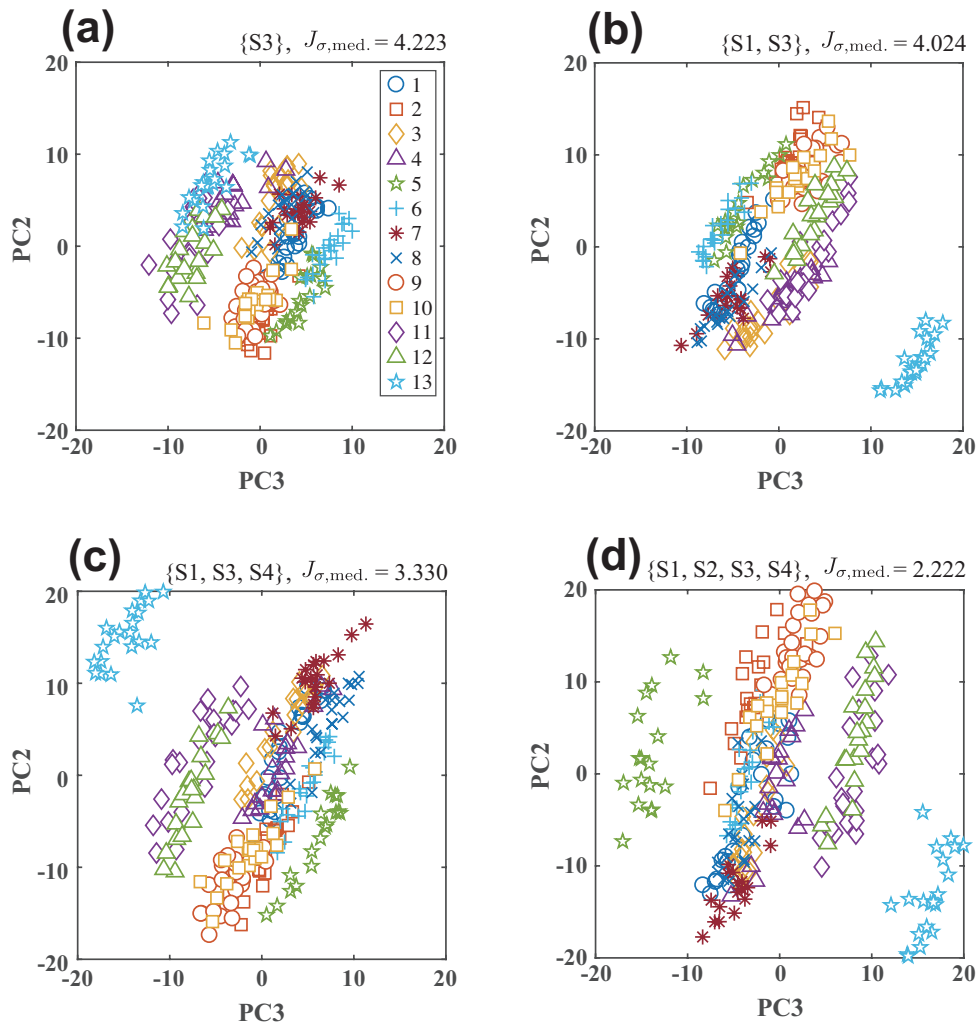 (a)
{S3}, Jσ,med. = 4.223
20
10
0
-10
-20
-20 -10 0 10 20
PC2
PC3
1
2
3
4
5
6
7
8
9
10
11
12
13
(b)
{S1, S3}, Jσ,med. = 4.024
20
10
0
-10
-20
-20 -10 0 10 20
PC2
PC3
(c)
{S1, S3, S4}, Jσ,med. = 3.330
20
10
0
-10
-20
-20 -10 0 10 20
PC2
PC3
(d)
{S1, S2, S3, S4}, Jσ,med. = 2.222
20
10
0
-10
-20
-20 -10 0 10 20
PC2
PC3